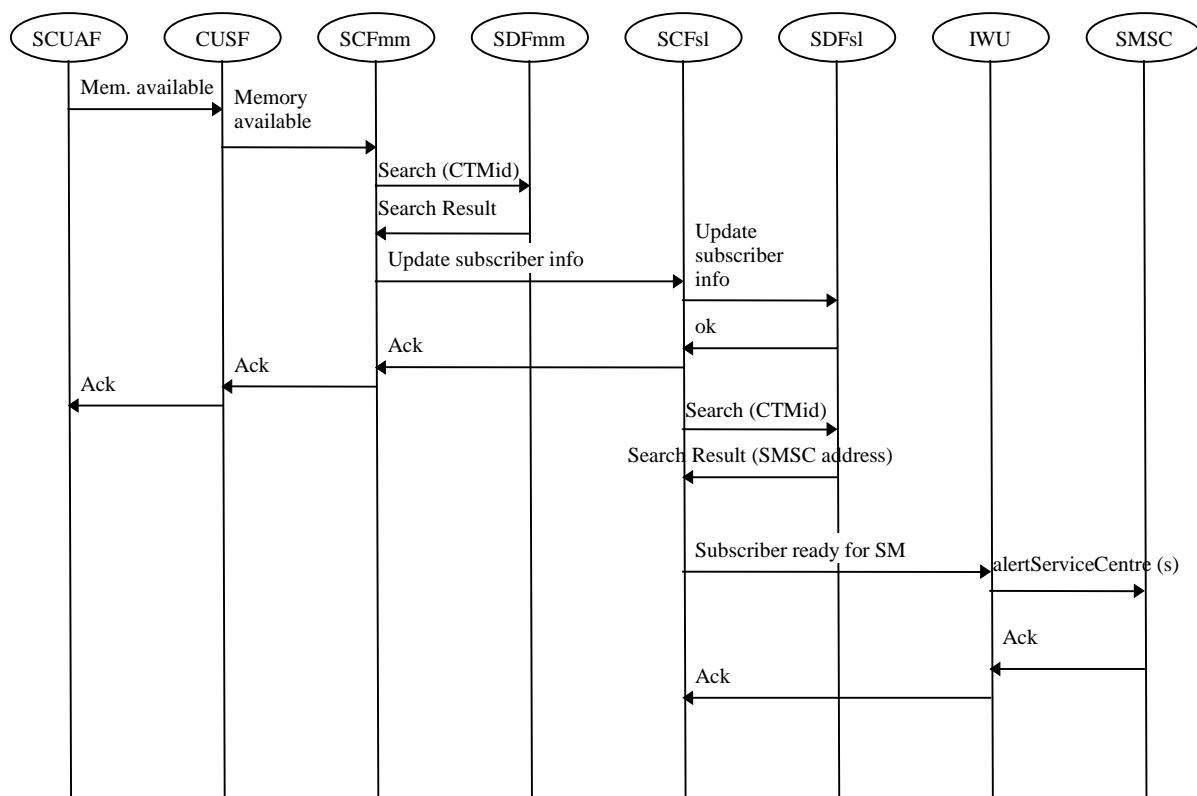 SCUAF
CUSF
SCFmm
SDFmm
SCFsl
SDFsl
IWU
SMSC
Mem. available
Memory
available
Search (CTMid)
Search Result
Update subscriber info
Update
subscriber
info
ok
Ack
Ack
Ack
Search (CTMid)
Search Result (SMSC address)
Subscriber ready for SM
alertServiceCentre (s)
Ack
Ack